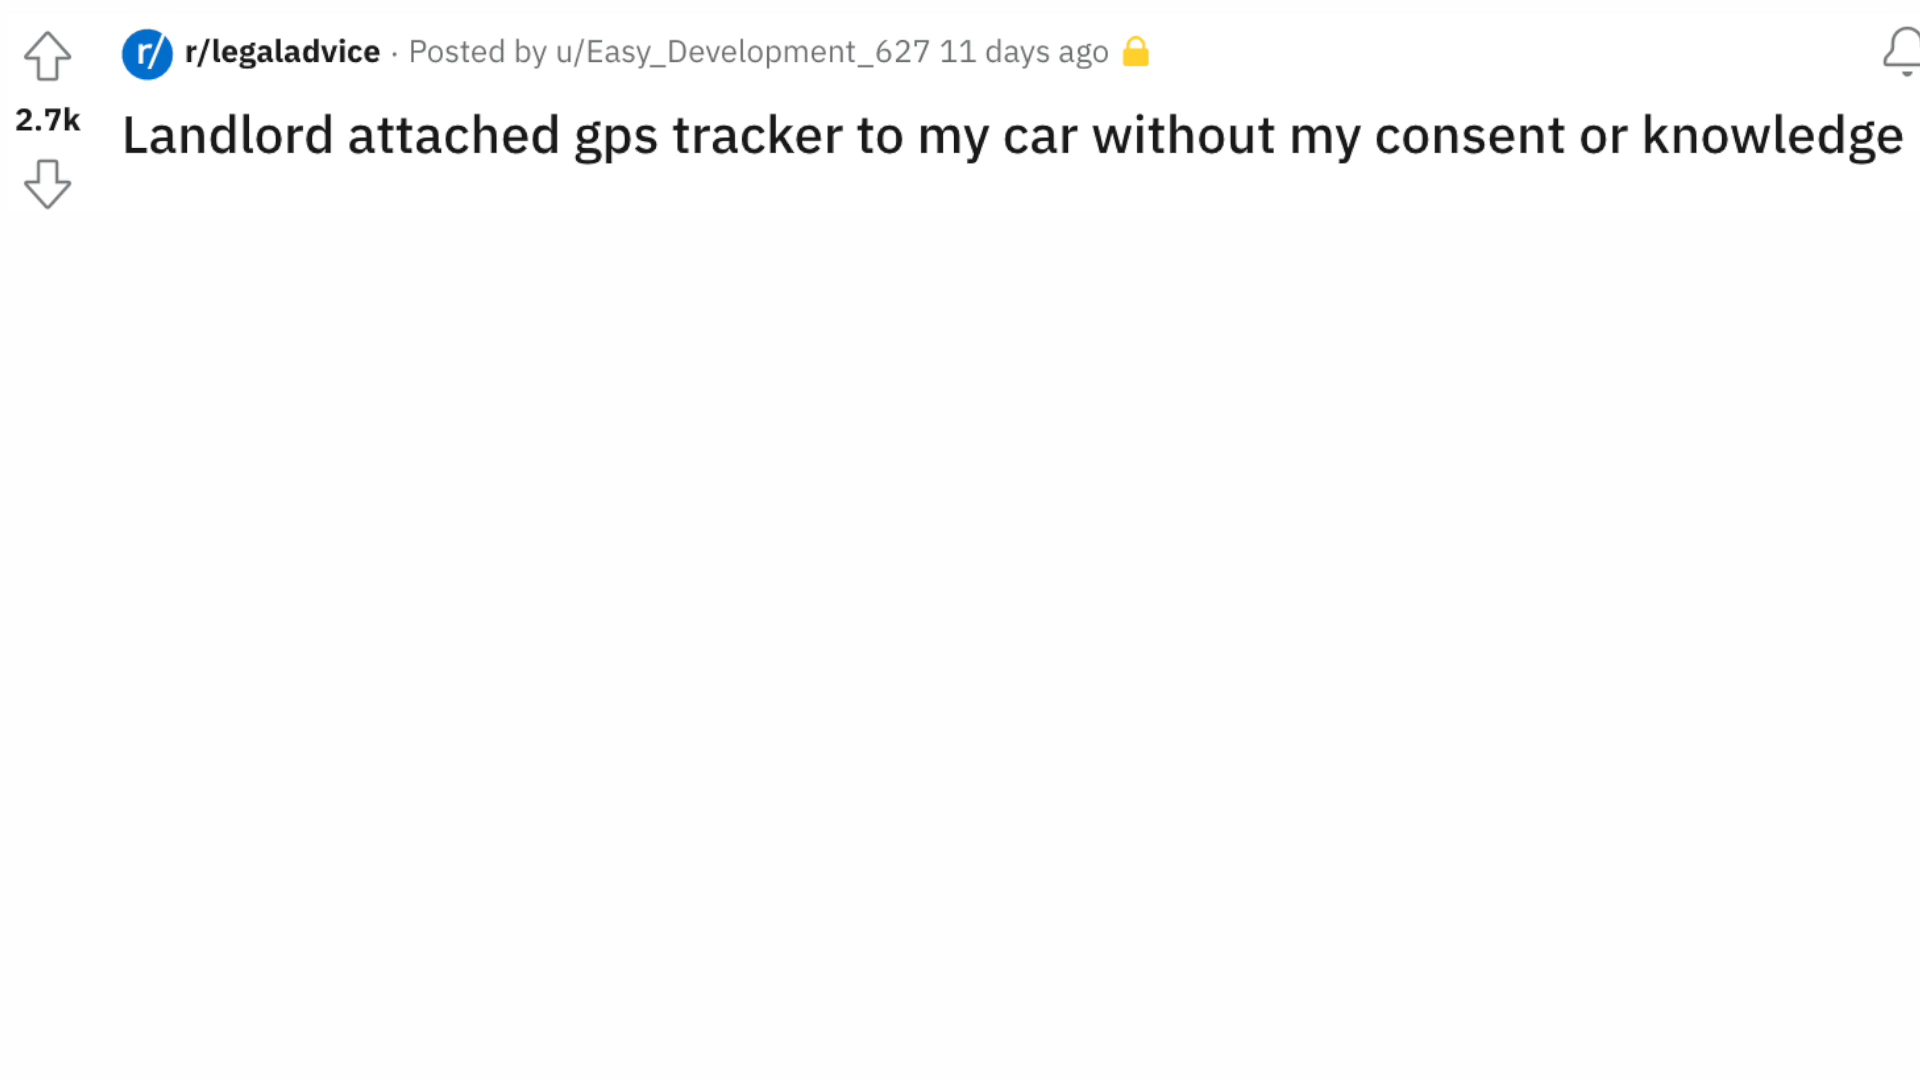 r/ r/legaladvice · Posted by u/Easy_Development_627 11 days ago
2.7k
Landlord attached gps tracker to my car without my consent or knowledge